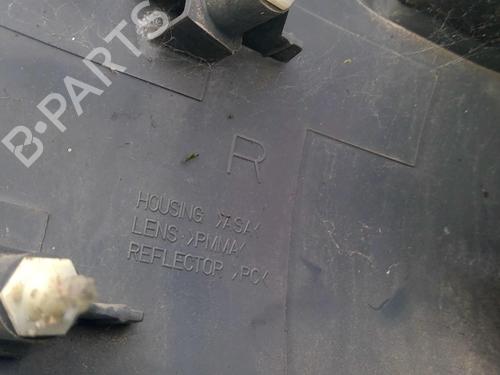 B-PARTS
R
HOUSING >ASA<
LENS >PMMA<
REFLECTOR >PC<